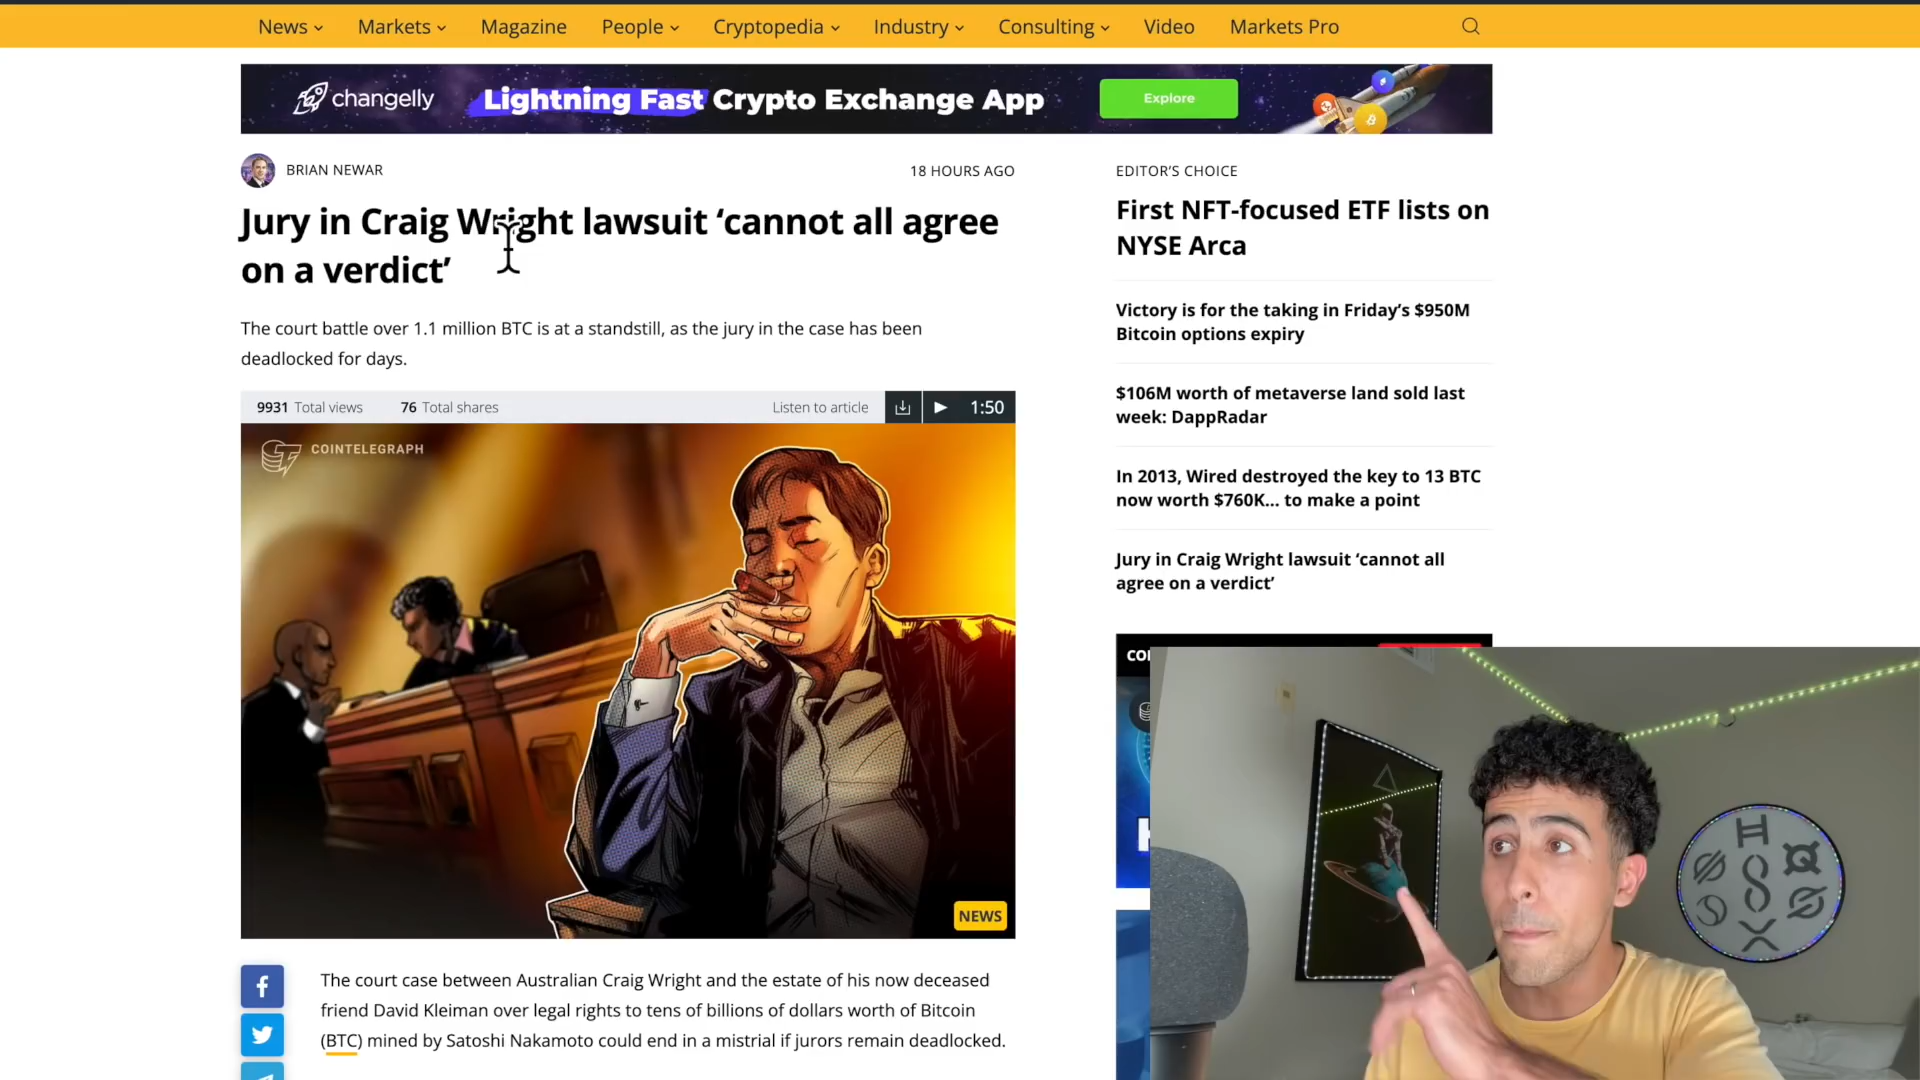 News
Markets
Magazine
People
Cryptopedia
Industry
Consulting
Video
Markets Pro
changelly
Lightning Fast Crypto Exchange App
Explore
BRIAN NEWAR
18 HOURS AGO
Jury in Craig Wright lawsuit ‘cannot all agree
on a verdict’
The court battle over 1.1 million BTC is at a standstill, as the jury in the case has been
deadlocked for days.
9931 Total views
76 Total shares
Listen to article
1:50
COINTELEGRAPH
NEWS
The court case between Australian Craig Wright and the estate of his now deceased
friend David Kleiman over legal rights to tens of billions of dollars worth of Bitcoin
(BTC) mined by Satoshi Nakamoto could end in a mistrial if jurors remain deadlocked.
EDITOR’S CHOICE
First NFT-focused ETF lists on
NYSE Arca
Victory is for the taking in Friday’s $950M
Bitcoin options expiry
$106M worth of metaverse land sold last
week: DappRadar
In 2013, Wired destroyed the key to 13 BTC
now worth $760K... to make a point
Jury in Craig Wright lawsuit ‘cannot all
agree on a verdict’